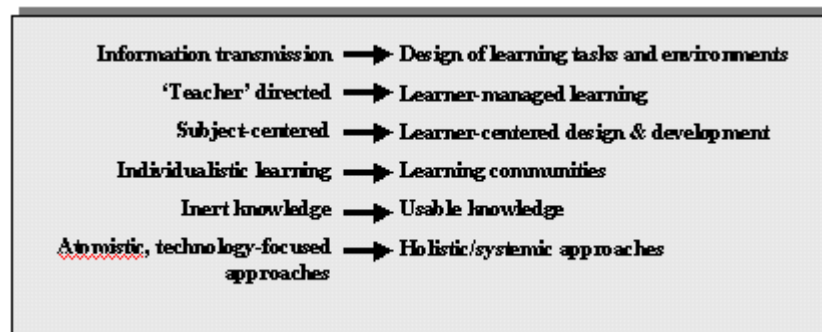 Information transmission → Design of learning tasks and environments
‘Teacher’ directed → Learner-managed learning
Subject-centered → Learner-centered design & development
Individualistic learning → Learning communities
Inert knowledge → Usable knowledge
Atomistic, technology-focused → Holistic/systemic approaches
approaches